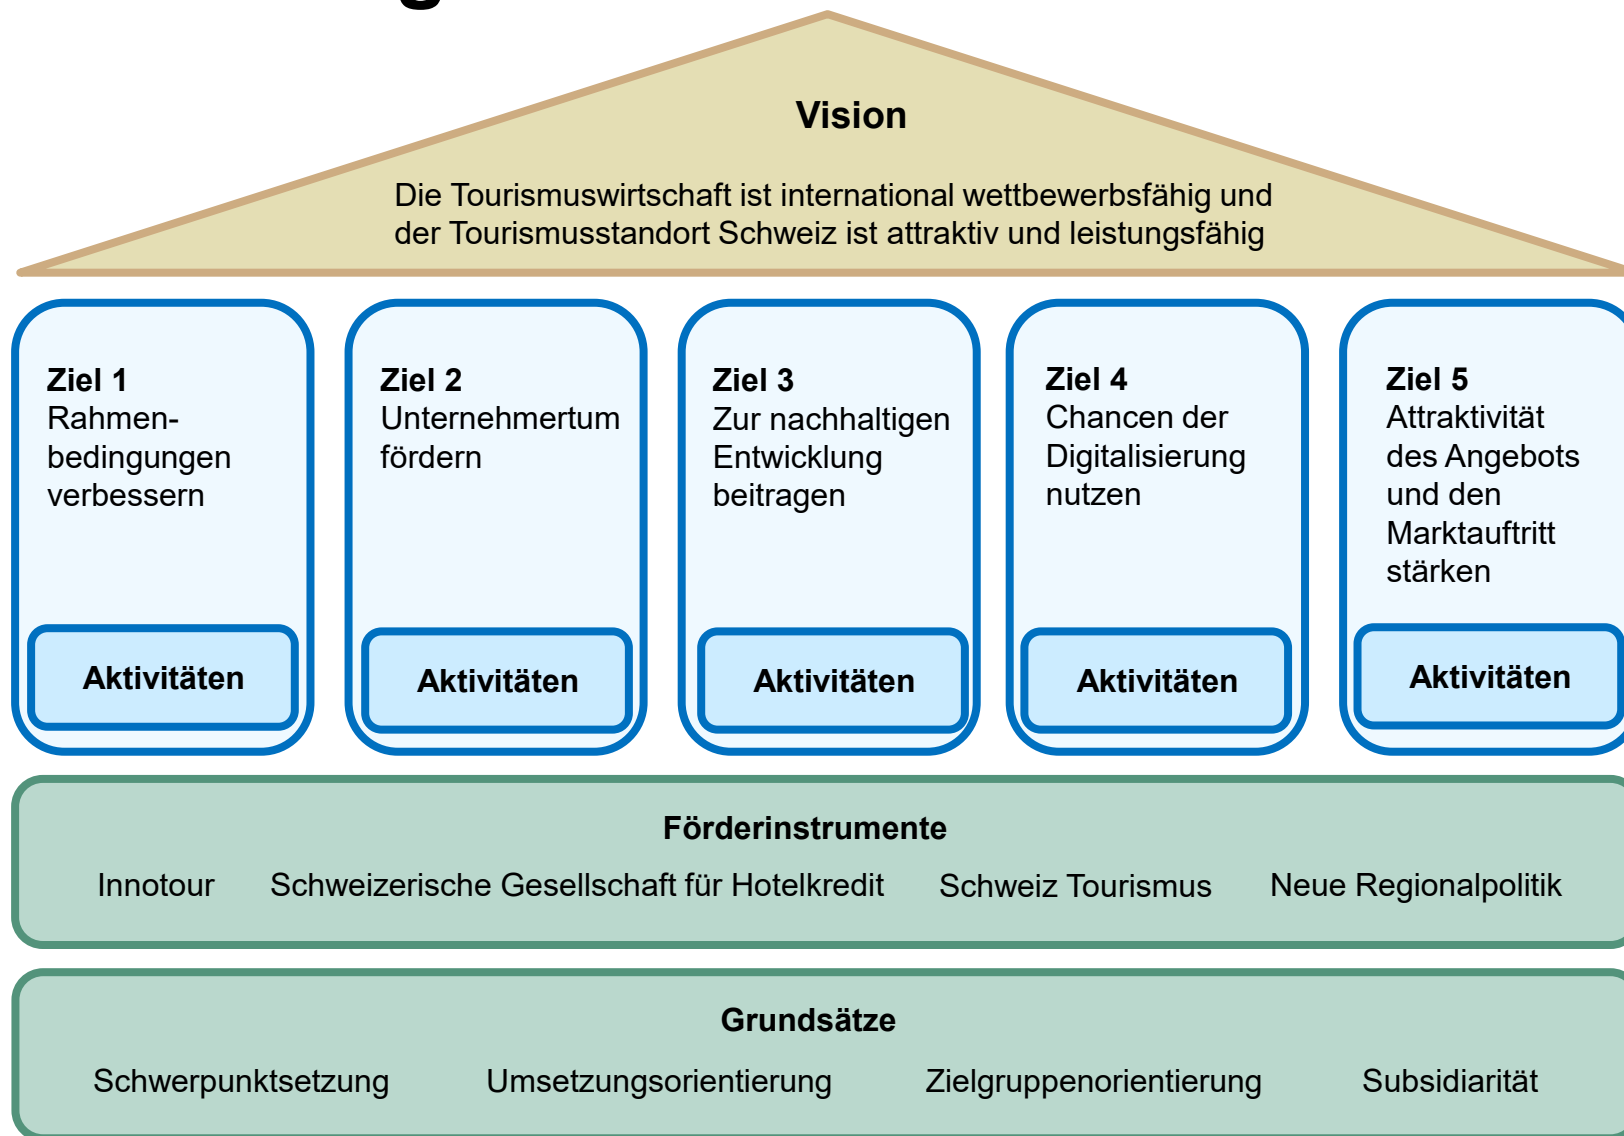 Vision
Die Tourismuswirtschaft ist international wettbewerbsfähig und
der Tourismusstandort Schweiz ist attraktiv und leistungsfähig
Ziel 1
Rahmen-
bedingungen
verbessern
Aktivitäten
Ziel 2
Unternehmertum
fördern
Aktivitäten
Ziel 3
Zur nachhaltigen
Entwicklung
beitragen
Aktivitäten
Ziel 4
Chancen der
Digitalisierung
nutzen
Aktivitäten
Ziel 5
Attraktivität
des Angebots
und den
Marktauftritt
stärken
Aktivitäten
Förderinstrumente
Innotour Schweizerische Gesellschaft für Hotelkredit Schweiz Tourismus Neue Regionalpolitik
Grundsätze
Schwerpunktsetzung Umsetzungsorientierung Zielgruppenorientierung Subsidiarität